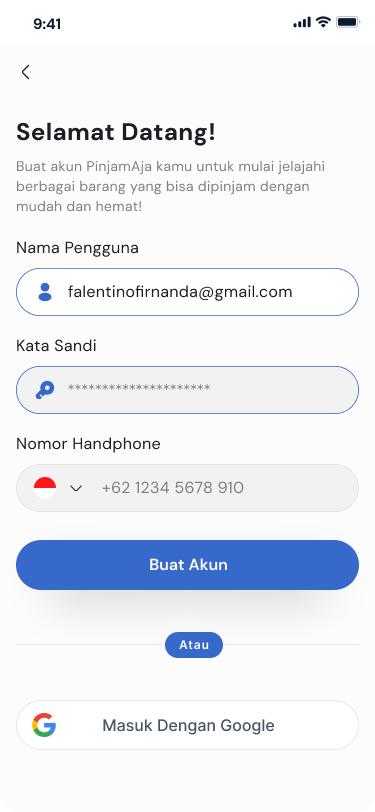 9:41
Selamat Datang!
Buat akun PinjamAja kamu untuk mulai jelajahi
berbagai barang yang bisa dipinjam dengan
mudah dan hemat!
Nama Pengguna
falentinofirnanda@gmail.com
Kata Sandi
*********************
Nomor Handphone
+62 1234 5678 910
Buat Akun
Atau
Masuk Dengan Google